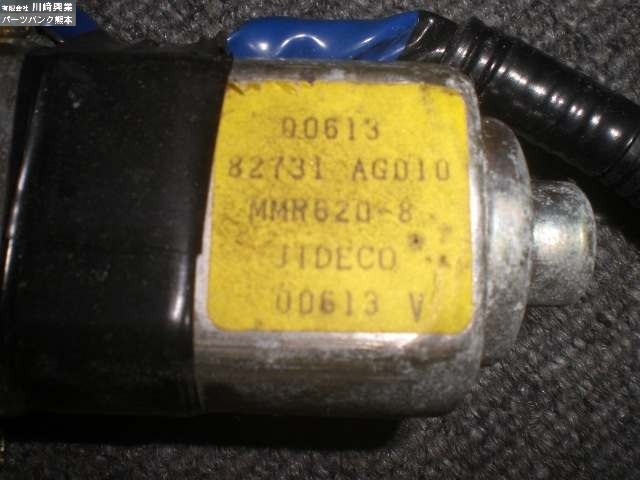 有限会社 川崎興業
パーツバンク熊本
00613
82731 AG010
MMR620-8
JIDECO
00613 V